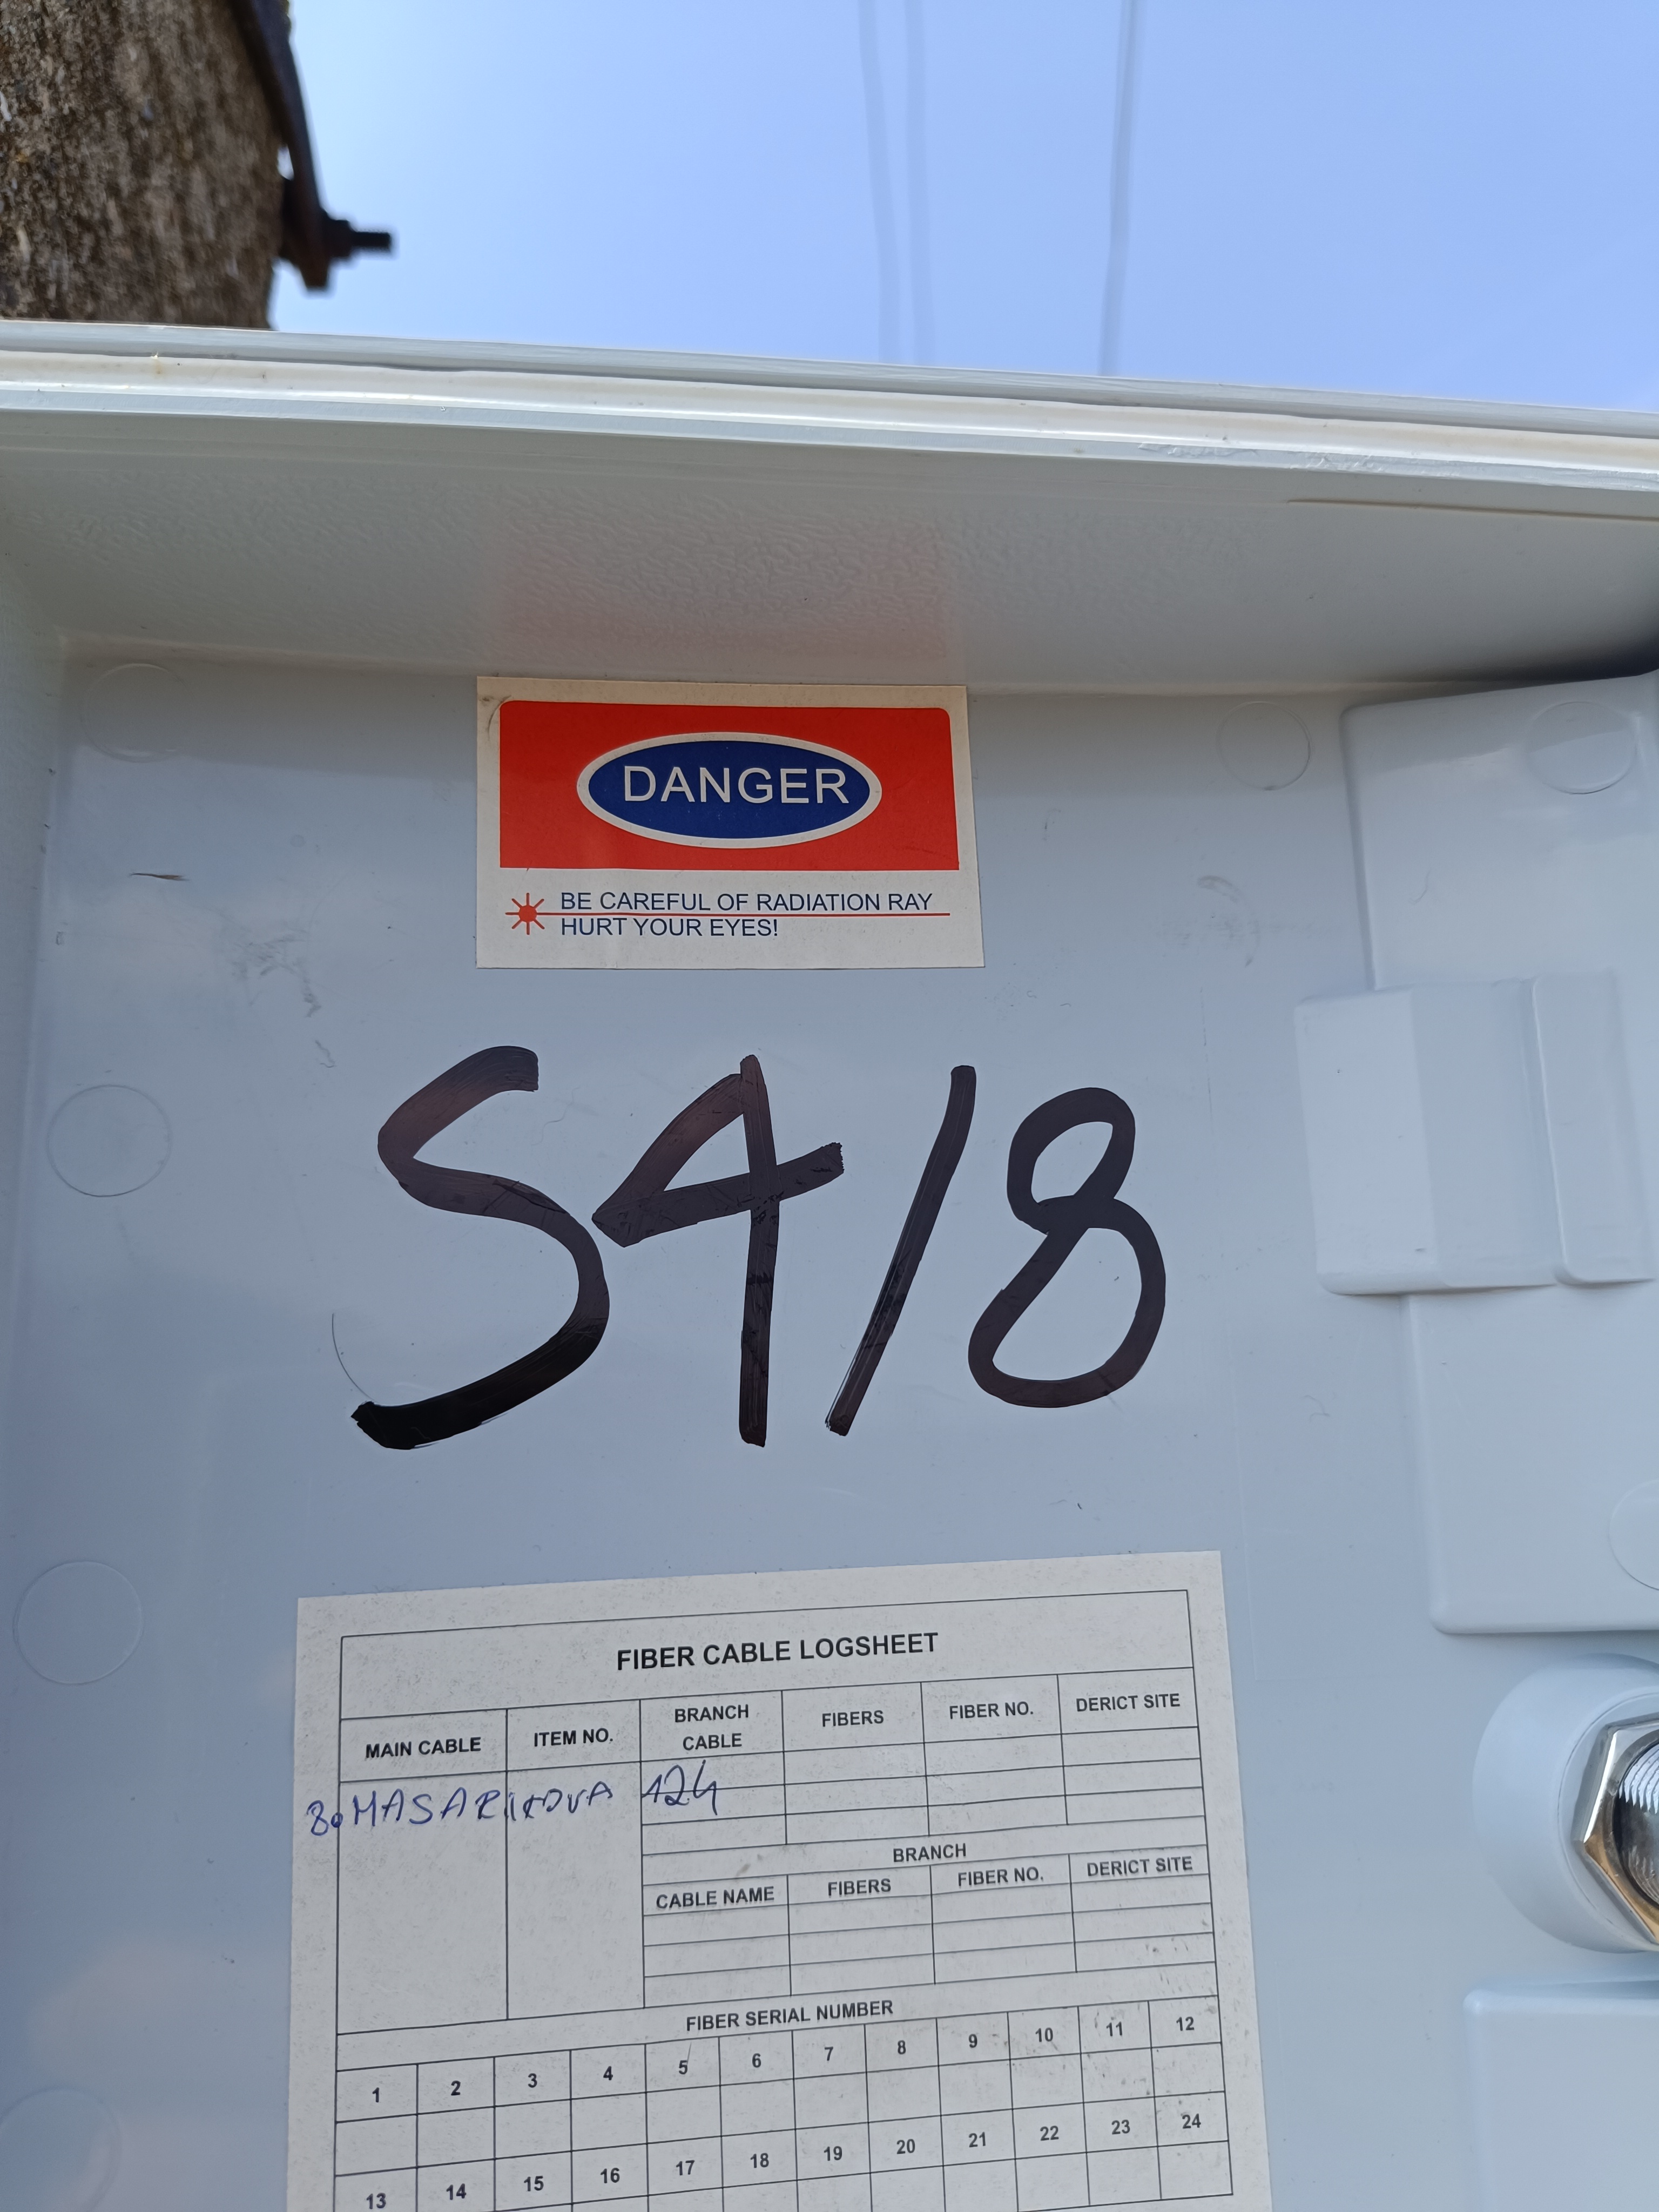 DANGER
BE CAREFUL OF RADIATION RAY
HURT YOUR EYES!
S4/8
FIBER CABLE LOGSHEET
MAIN CABLE ITEM NO. BRANCH CABLE FIBERS FIBER NO. DERICT SITE
MASARIKOVA 124
BRANCH
CABLE NAME FIBERS FIBER NO. DERICT SITE
FIBER SERIAL NUMBER
1 2 3 4 5 6 7 8 9 10 11 12
13 14 15 16 17 18 19 20 21 22 23 24